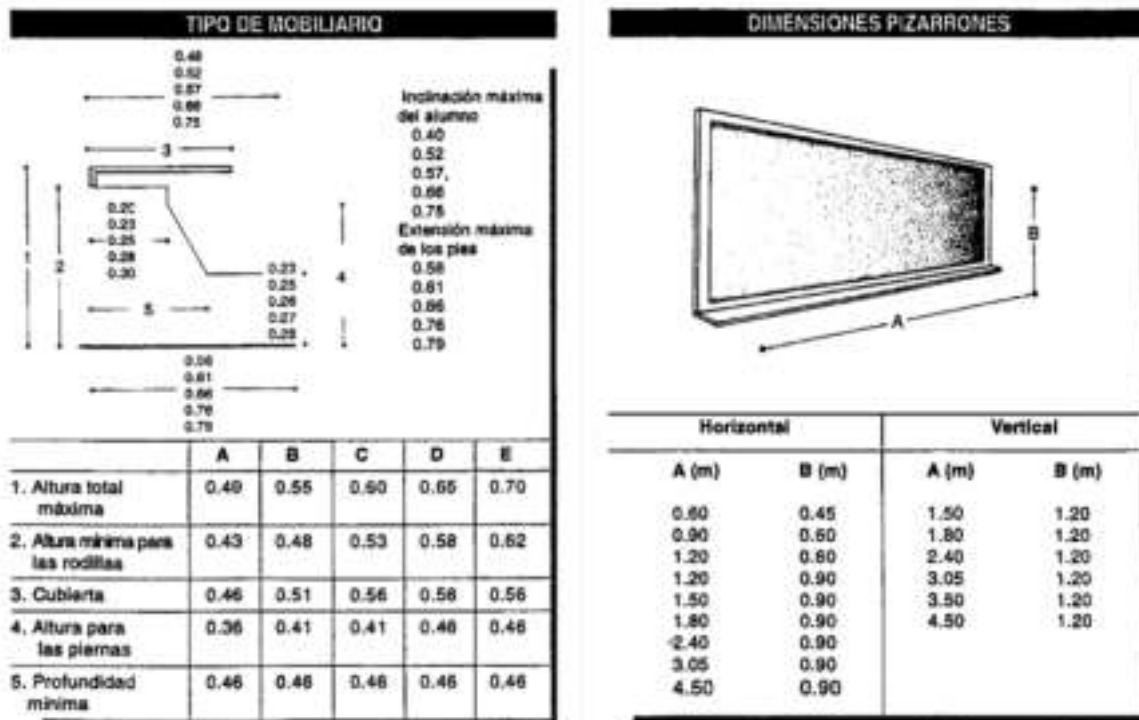 TIPO DE MOBILIARIO
0.48
0.52
0.57
0.66
0.75
3
1
2
0.20
0.23
0.25
0.28
0.30
5
0.23
0.25
0.26
0.27
0.28
4
0.58
0.61
0.66
0.76
0.79
Inclinación máxima
del alumno
0.40
0.52
0.57,
0.66
0.75
Extensión máxima
de los pies
0.58
0.61
0.66
0.76
0.79
A B C D E
1. Altura total máxima 0.49 0.55 0.60 0.65 0.70
2. Altura mínima para las rodillas 0.43 0.48 0.53 0.58 0.62
3. Cubierta 0.46 0.51 0.56 0.56 0.56
4. Altura para las piernas 0.36 0.41 0.41 0.46 0.46
5. Profundidad mínima 0.46 0.46 0.46 0.46 0.46
DIMENSIONES PIZARRONES
B
A
Horizontal Vertical
A (m) B (m) A (m) B (m)
0.60 0.45 1.50 1.20
0.90 0.60 1.80 1.20
1.20 0.60 2.40 1.20
1.20 0.90 3.05 1.20
1.50 0.90 3.50 1.20
1.80 0.90 4.50 1.20
2.40 0.90
3.05 0.90
4.50 0.90